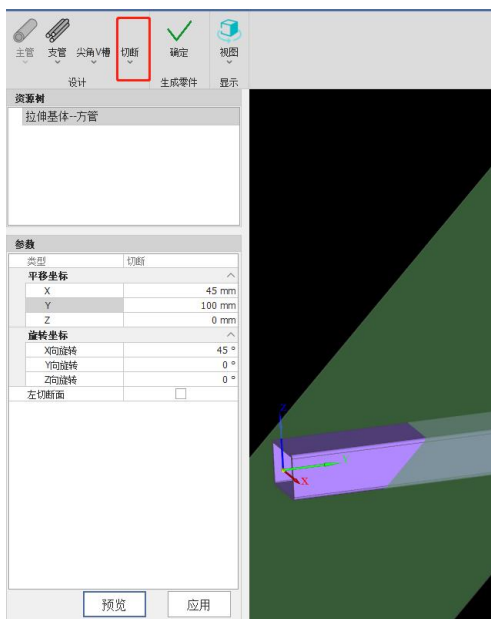 主管 支管 尖角V槽 切断 确定 视图
设计 生成零件 显示
资源树
拉伸基体--方管
参数
类型 切断
平移坐标
X 45 mm
Y 100 mm
Z 0 mm
旋转坐标
X向旋转 45 °
Y向旋转 0 °
Z向旋转 0 °
左切断面
Z
Y
X
预览 应用